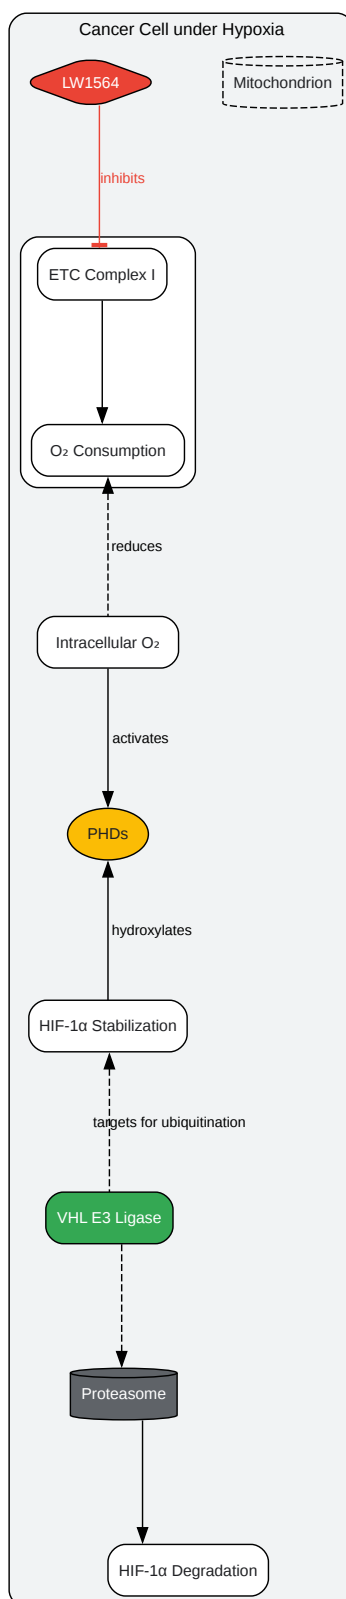 Cancer Cell under Hypoxia
LW1564
Mitochondrion
inhibits
ETC Complex I
O₂ Consumption
reduces
Intracellular O₂
activates
PHDs
hydroxylates
HIF-1α Stabilization
targets for ubiquitination
VHL E3 Ligase
Proteasome
HIF-1α Degradation